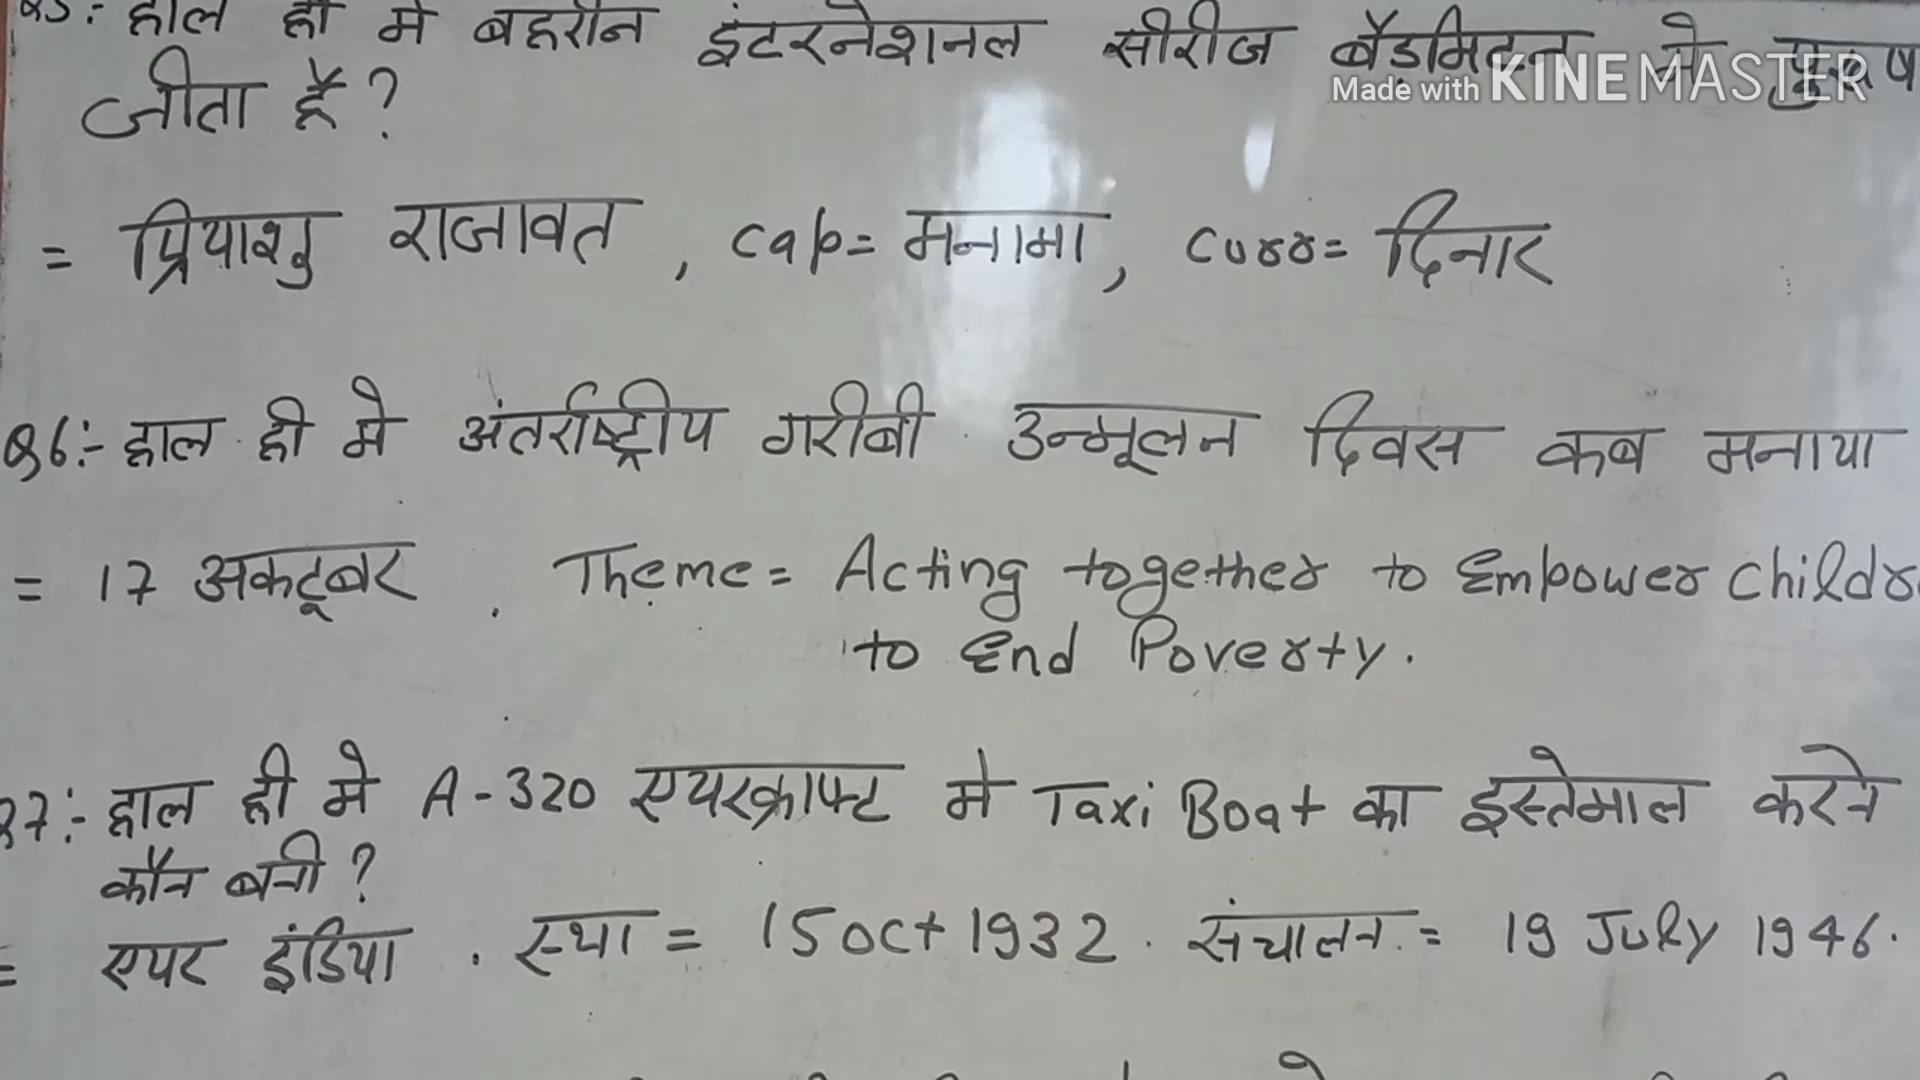 Q5:- हाल ही मे बहरीन इंटरनेशनल सीरीज बैडमिंटन मे पुरुष
Made with KINEMASTER
जीता है?
= प्रियाशु राजावत, Cap= मनामा, Curr= दिनार
Q6:- हाल ही मे अंतर्राष्ट्रीय गरीबी उन्मूलन दिवस कब मनाया
= 17 अकटूबर. Theme= Acting together to Empower Childr
to End Poverty.
Q7:- हाल ही मे A-320 एयरक्राफ्ट मे Taxi Boat का इस्तेमाल करने
कौन बनी?
= एयर इंडिया. स्था = 15 Oct 1932. संचालन = 19 July 1946.